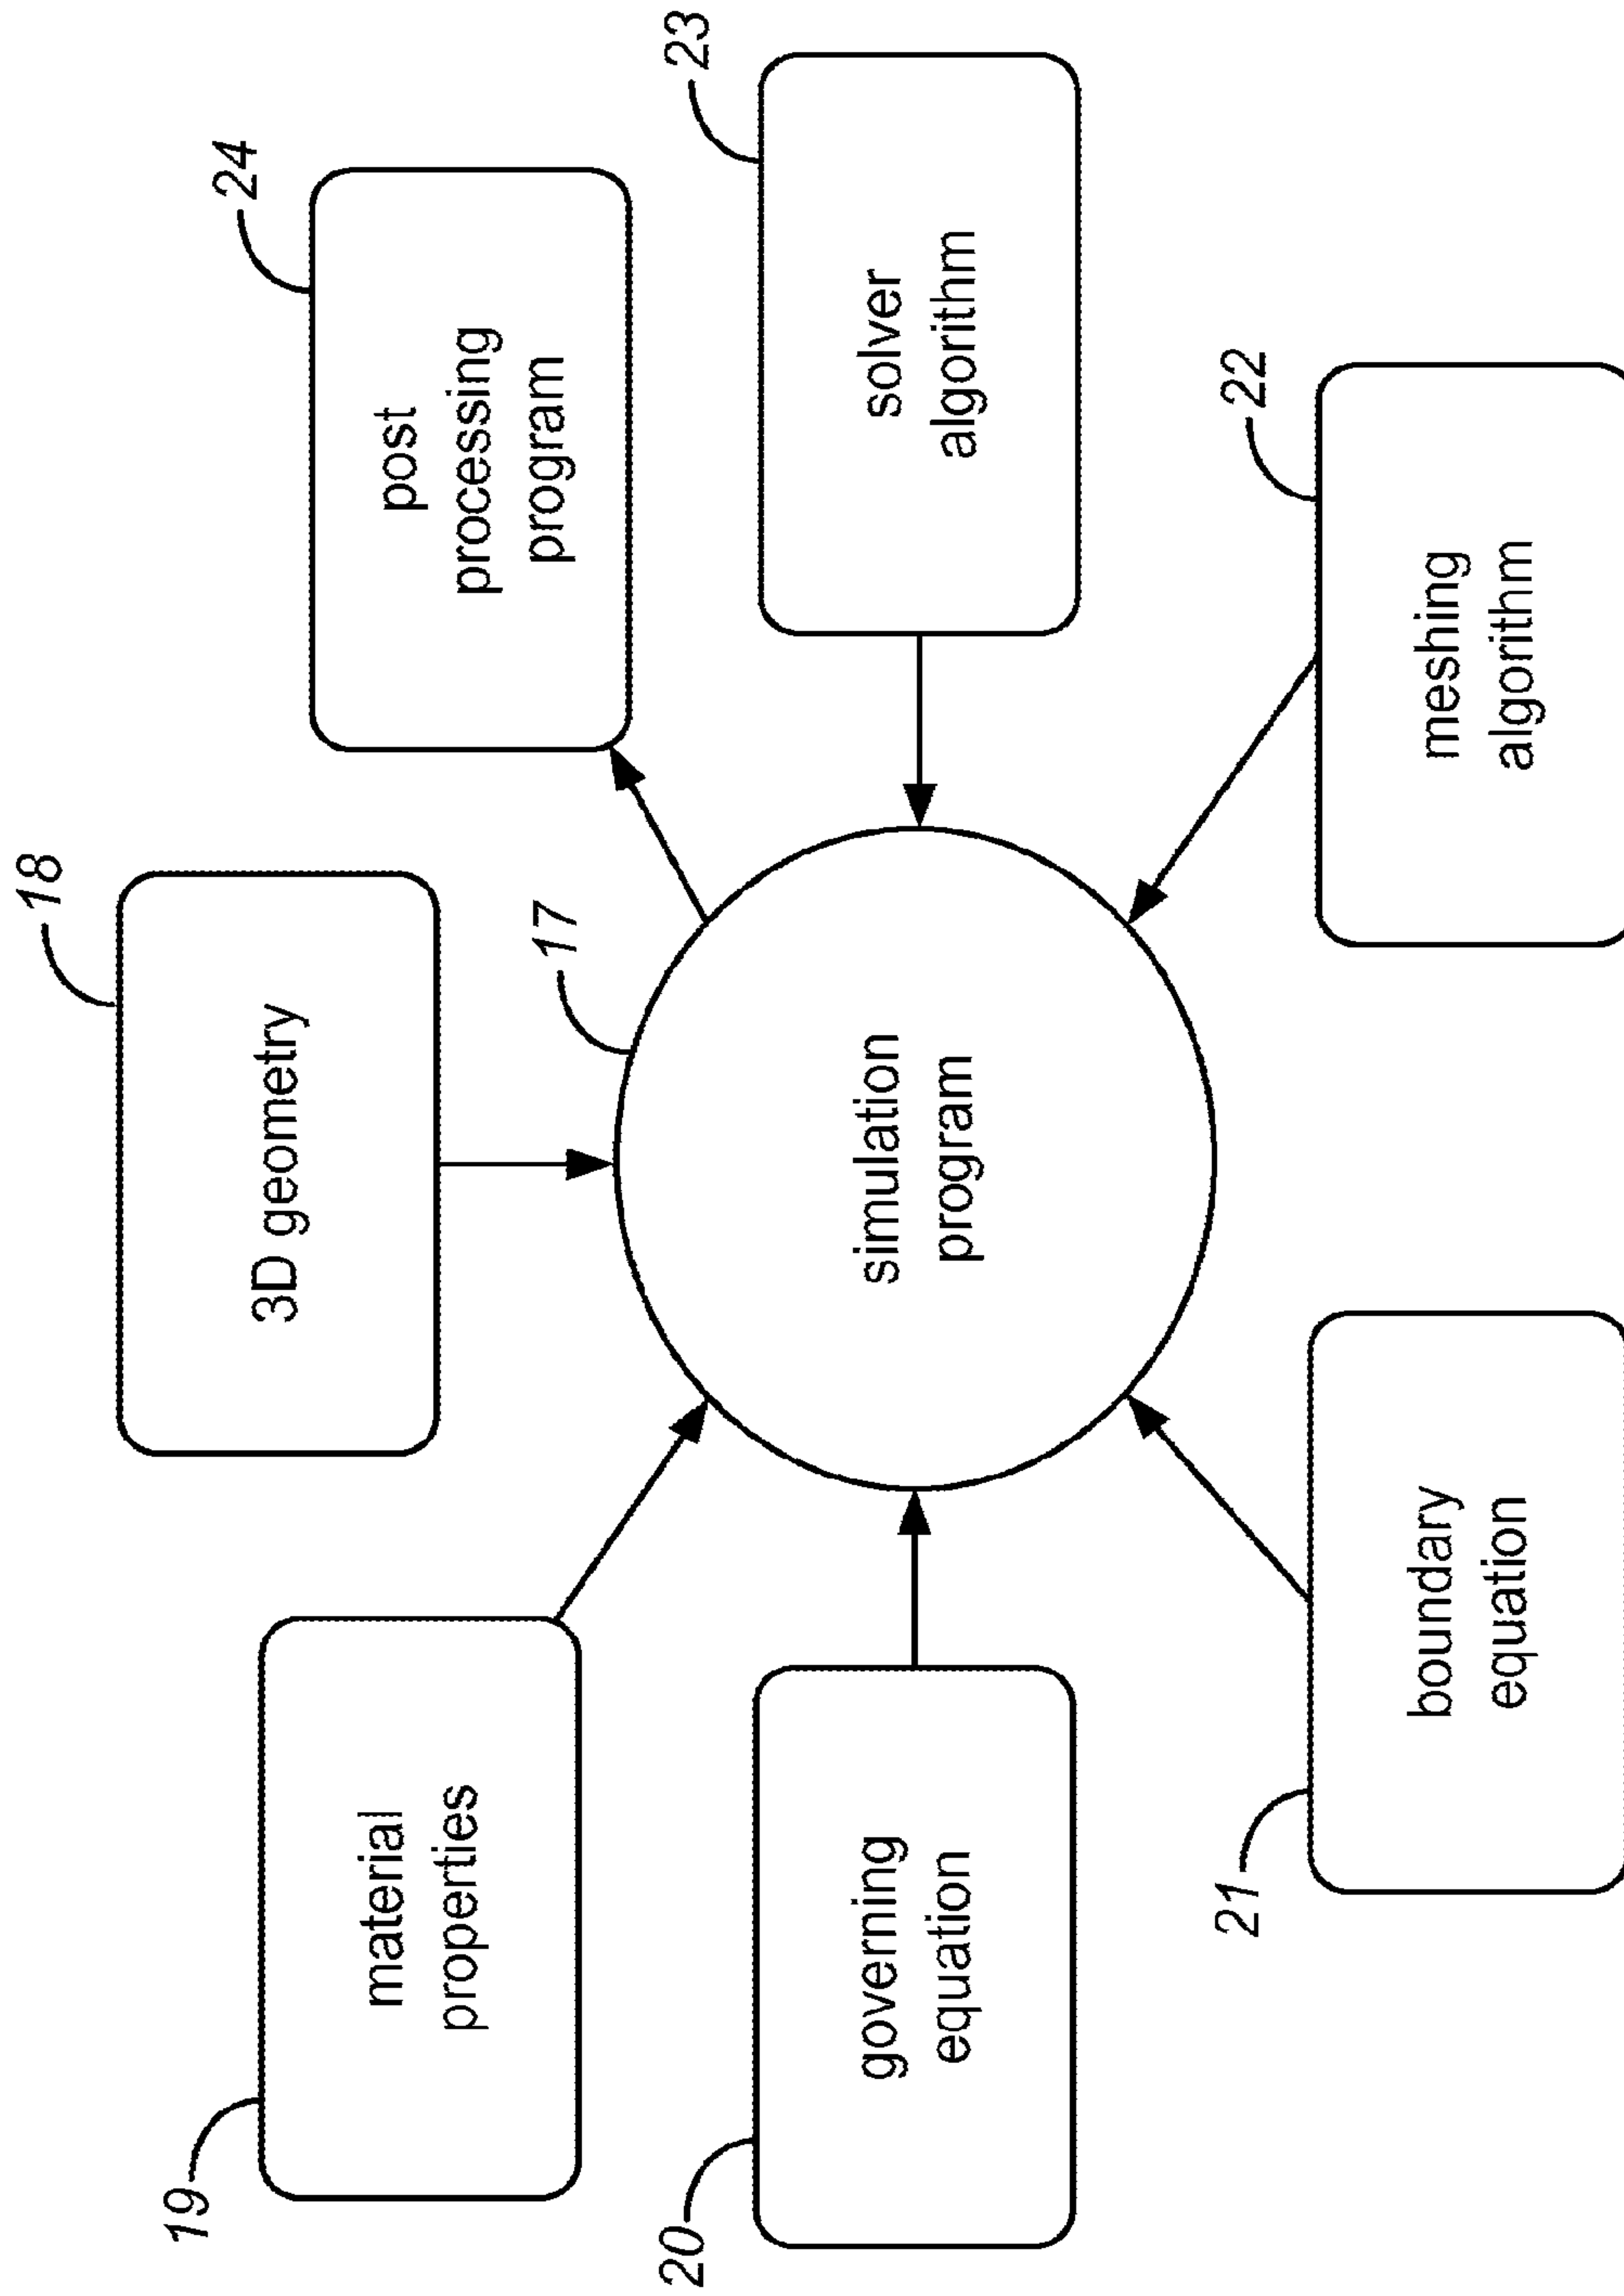 18
3D geometry
24
post
processing
program
19
material
properties
17
simulation
program
23
solver
algorithm
20
governing
equation
21
boundary
equation
22
meshing
algorithm